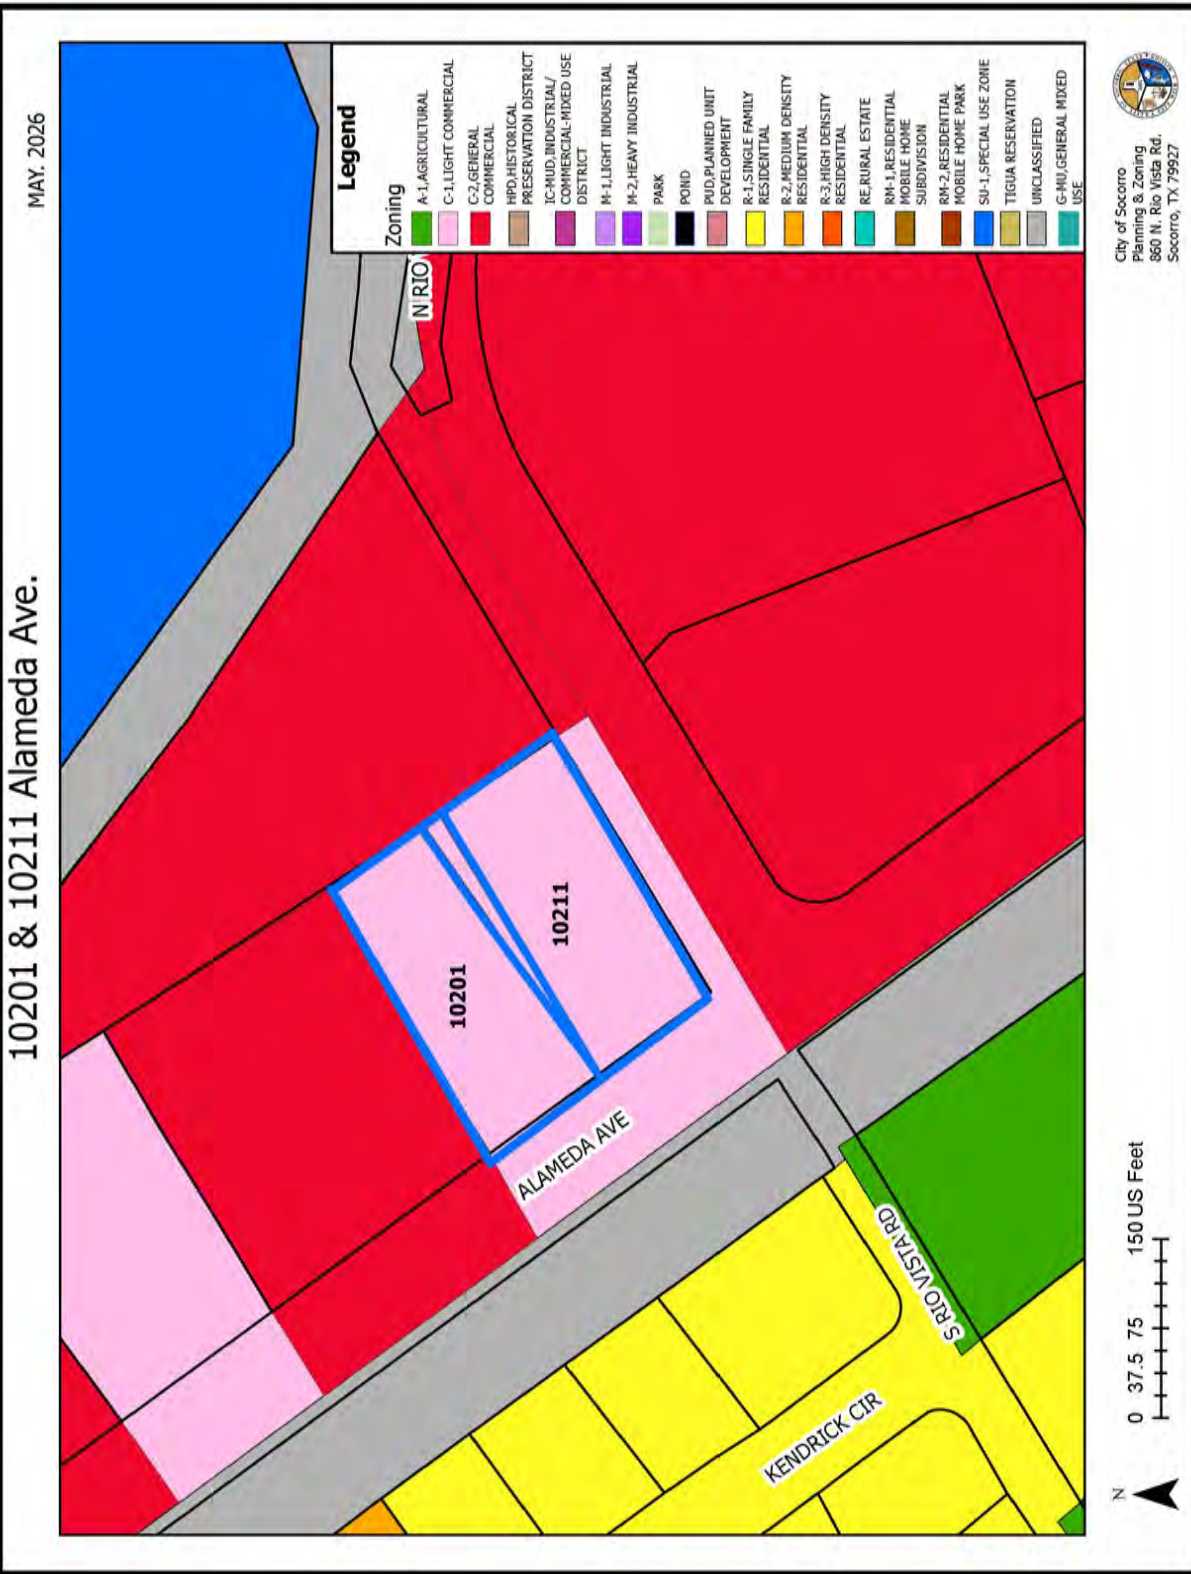 10201 & 10211 Alameda Ave.
MAY. 2026
Legend
Zoning
A-1,AGRICULTURAL
C-1,LIGHT COMMERCIAL
C-2,GENERAL
COMMERCIAL
HPD,HISTORICAL
PRESERVATION DISTRICT
IC-MUD,INDUSTRIAL/
COMMERCIAL-MIXED USE
DISTRICT
M-1,LIGHT INDUSTRIAL
M-2,HEAVY INDUSTRIAL
PARK
POND
PUD,PLANNED UNIT
DEVELOPMENT
R-1,SINGLE FAMILY
RESIDENTIAL
R-2,MEDIUM DENSITY
RESIDENTIAL
R-3,HIGH DENSITY
RESIDENTIAL
RE,RURAL ESTATE
RM-1,RESIDENTIAL
MOBILE HOME
SUBDIVISION
RM-2,RESIDENTIAL
MOBILE HOME PARK
SU-1,SPECIAL USE ZONE
TIGUA RESERVATION
UNCLASSIFIED
G-MU,GENERAL MIXED
USE
N RIO
10201
10211
ALAMEDA AVE
S RIO VISTA RD
KENDRICK CIR
N
0 37.5 75 150 US Feet
City of Socorro
Planning & Zoning
860 N. Rio Vista Rd.
Socorro, TX 79927